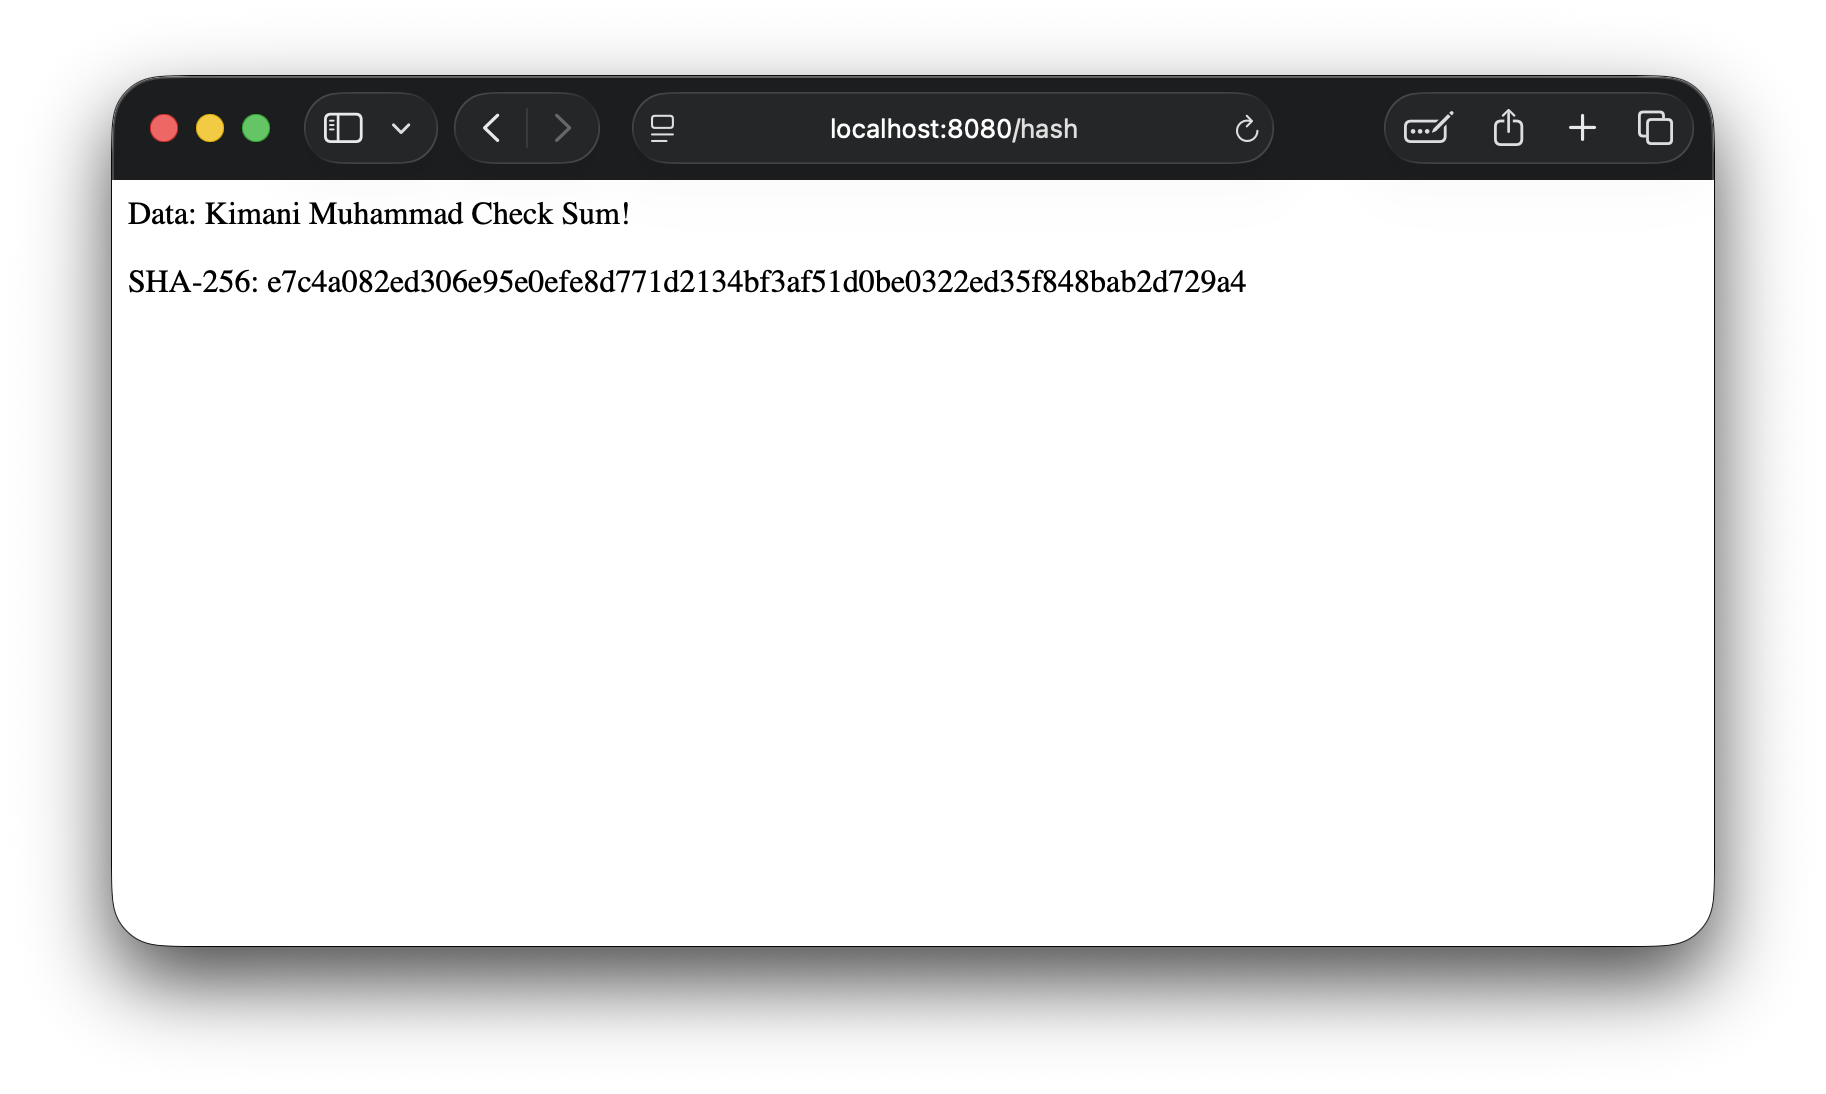 localhost:8080/hash
Data: Kimani Muhammad Check Sum!
SHA-256: e7c4a082ed306e95e0efe8d771d2134bf3af51d0be0322ed35f848bab2d729a4